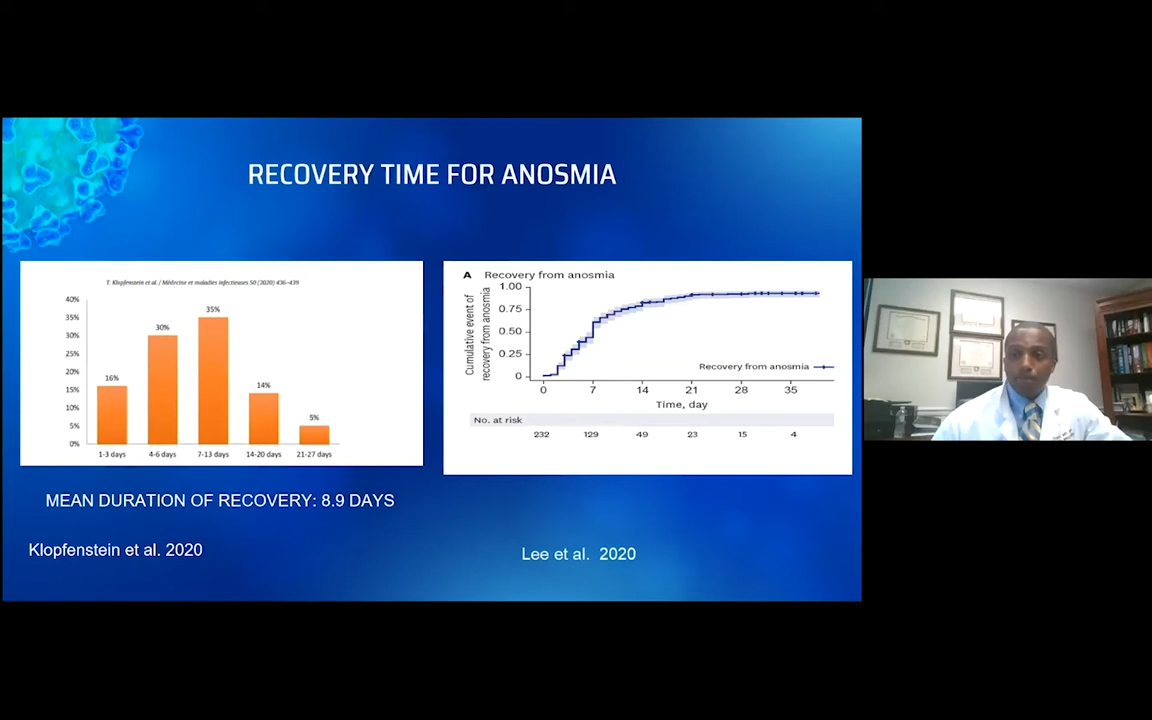 RECOVERY TIME FOR ANOSMIA
T. Klopfenstein et al. / Médecine et maladies infectieuses 50 (2020) 436–439
40%
35%
30%
25%
20%
15%
10%
5%
0%
16%
30%
35%
14%
5%
1-3 days
4-6 days
7-13 days
14-20 days
21-27 days
MEAN DURATION OF RECOVERY: 8.9 DAYS
Klopfenstein et al. 2020
A Recovery from anosmia
Cumulative event of
recovery from anosmia
1.00
0.75
0.50
0.25
0
Recovery from anosmia
0 7 14 21 28 35
Time, day
No. at risk
232 129 49 23 15 4
Lee et al. 2020